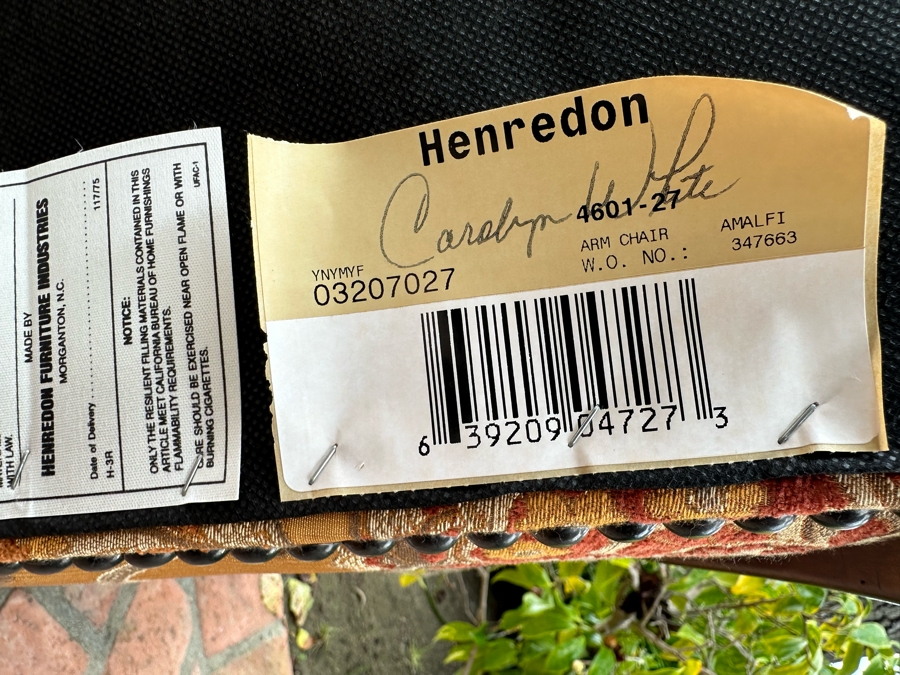 WITH LAW.
MADE BY
HENREDON FURNITURE INDUSTRIES
MORGANTON, N.C.
Date of Delivery .......................... 117/75
H-3R
NOTICE:
ONLY THE RESILIENT FILLING MATERIALS CONTAINED IN THIS
ARTICLE MEET CALIFORNIA BUREAU OF HOME FURNISHINGS
FLAMMABILITY REQUIREMENTS.
CARE SHOULD BE EXERCISED NEAR OPEN FLAME OR WITH
BURNING CIGARETTES. UFAC-1
Henredon
Carolyn White
4601-27
ARM CHAIR AMALFI
W.O. NO.: 347663
YNYMYF
03207027
6 39209 04727 3